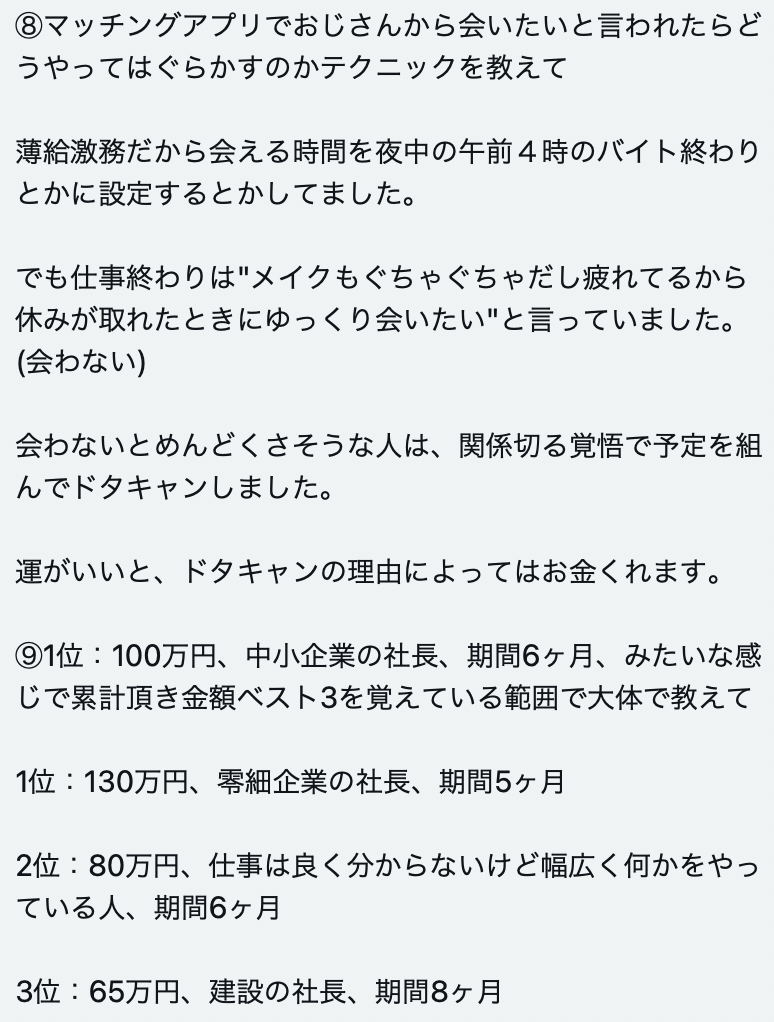 ⑧マッチングアプリでおじさんから会いたいと言われたらど
うやってはぐらかすのかテクニックを教えて
薄給激務だから会える時間を夜中の午前４時のバイト終わり
とかに設定するとかしてました。
でも仕事終わりは"メイクもぐちゃぐちゃだし疲れてるから
休みが取れたときにゆっくり会いたい"と言っていました。
(会わない)
会わないとめんどくさそうな人は、関係切る覚悟で予定を組
んでドタキャンしました。
運がいいと、ドタキャンの理由によってはお金くれます。
⑨1位：100万円、中小企業の社長、期間6ヶ月、みたいな感
じで累計頂き金額ベスト3を覚えている範囲で大体で教えて
1位：130万円、零細企業の社長、期間5ヶ月
2位：80万円、仕事は良く分からないけど幅広く何かをやっ
ている人、期間6ヶ月
3位：65万円、建設の社長、期間8ヶ月